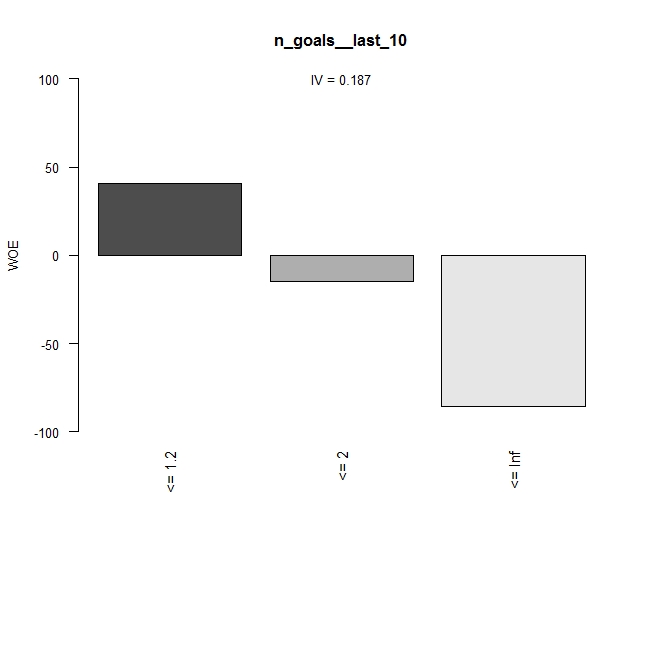 n_goals__last_10
IV = 0.187
100
50
0
-50
-100
WOE
<= 1.2
<= 2
<= Inf